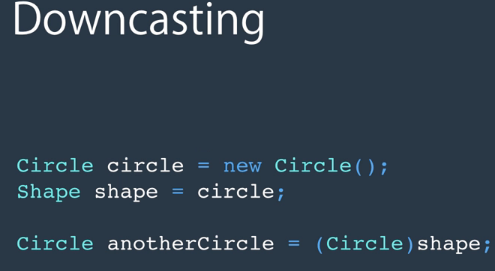 Downcasting
Circle circle = new Circle();
Shape shape = circle;
Circle anotherCircle = (Circle)shape;